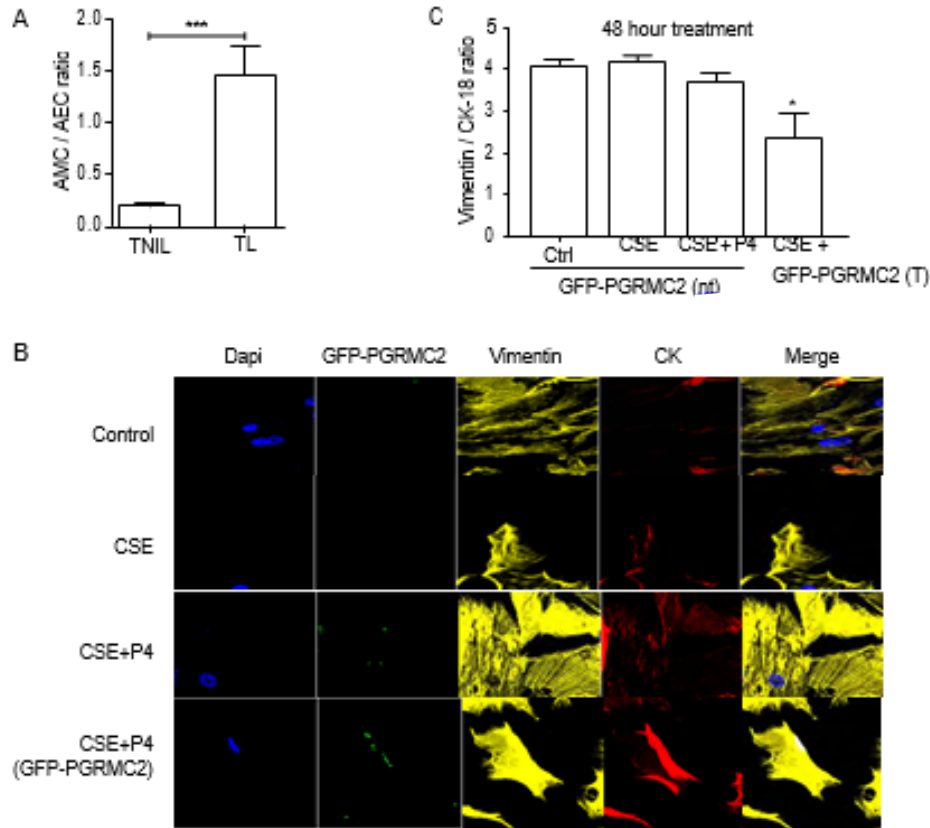 A
AMC / AEC ratio
2.0
1.5
1.0
0.5
0.0
***
TNIL
TL
C
48 hour treatment
Vimentin / CK-18 ratio
5
4
3
2
1
0
*
Ctrl
CSE
CSE+P4
CSE +
GFP-PGRMC2 (nt)
GFP-PGRMC2 (T)
B
Dapi
GFP-PGRMC2
Vimentin
CK
Merge
Control
CSE
CSE+P4
CSE+P4
(GFP-PGRMC2)